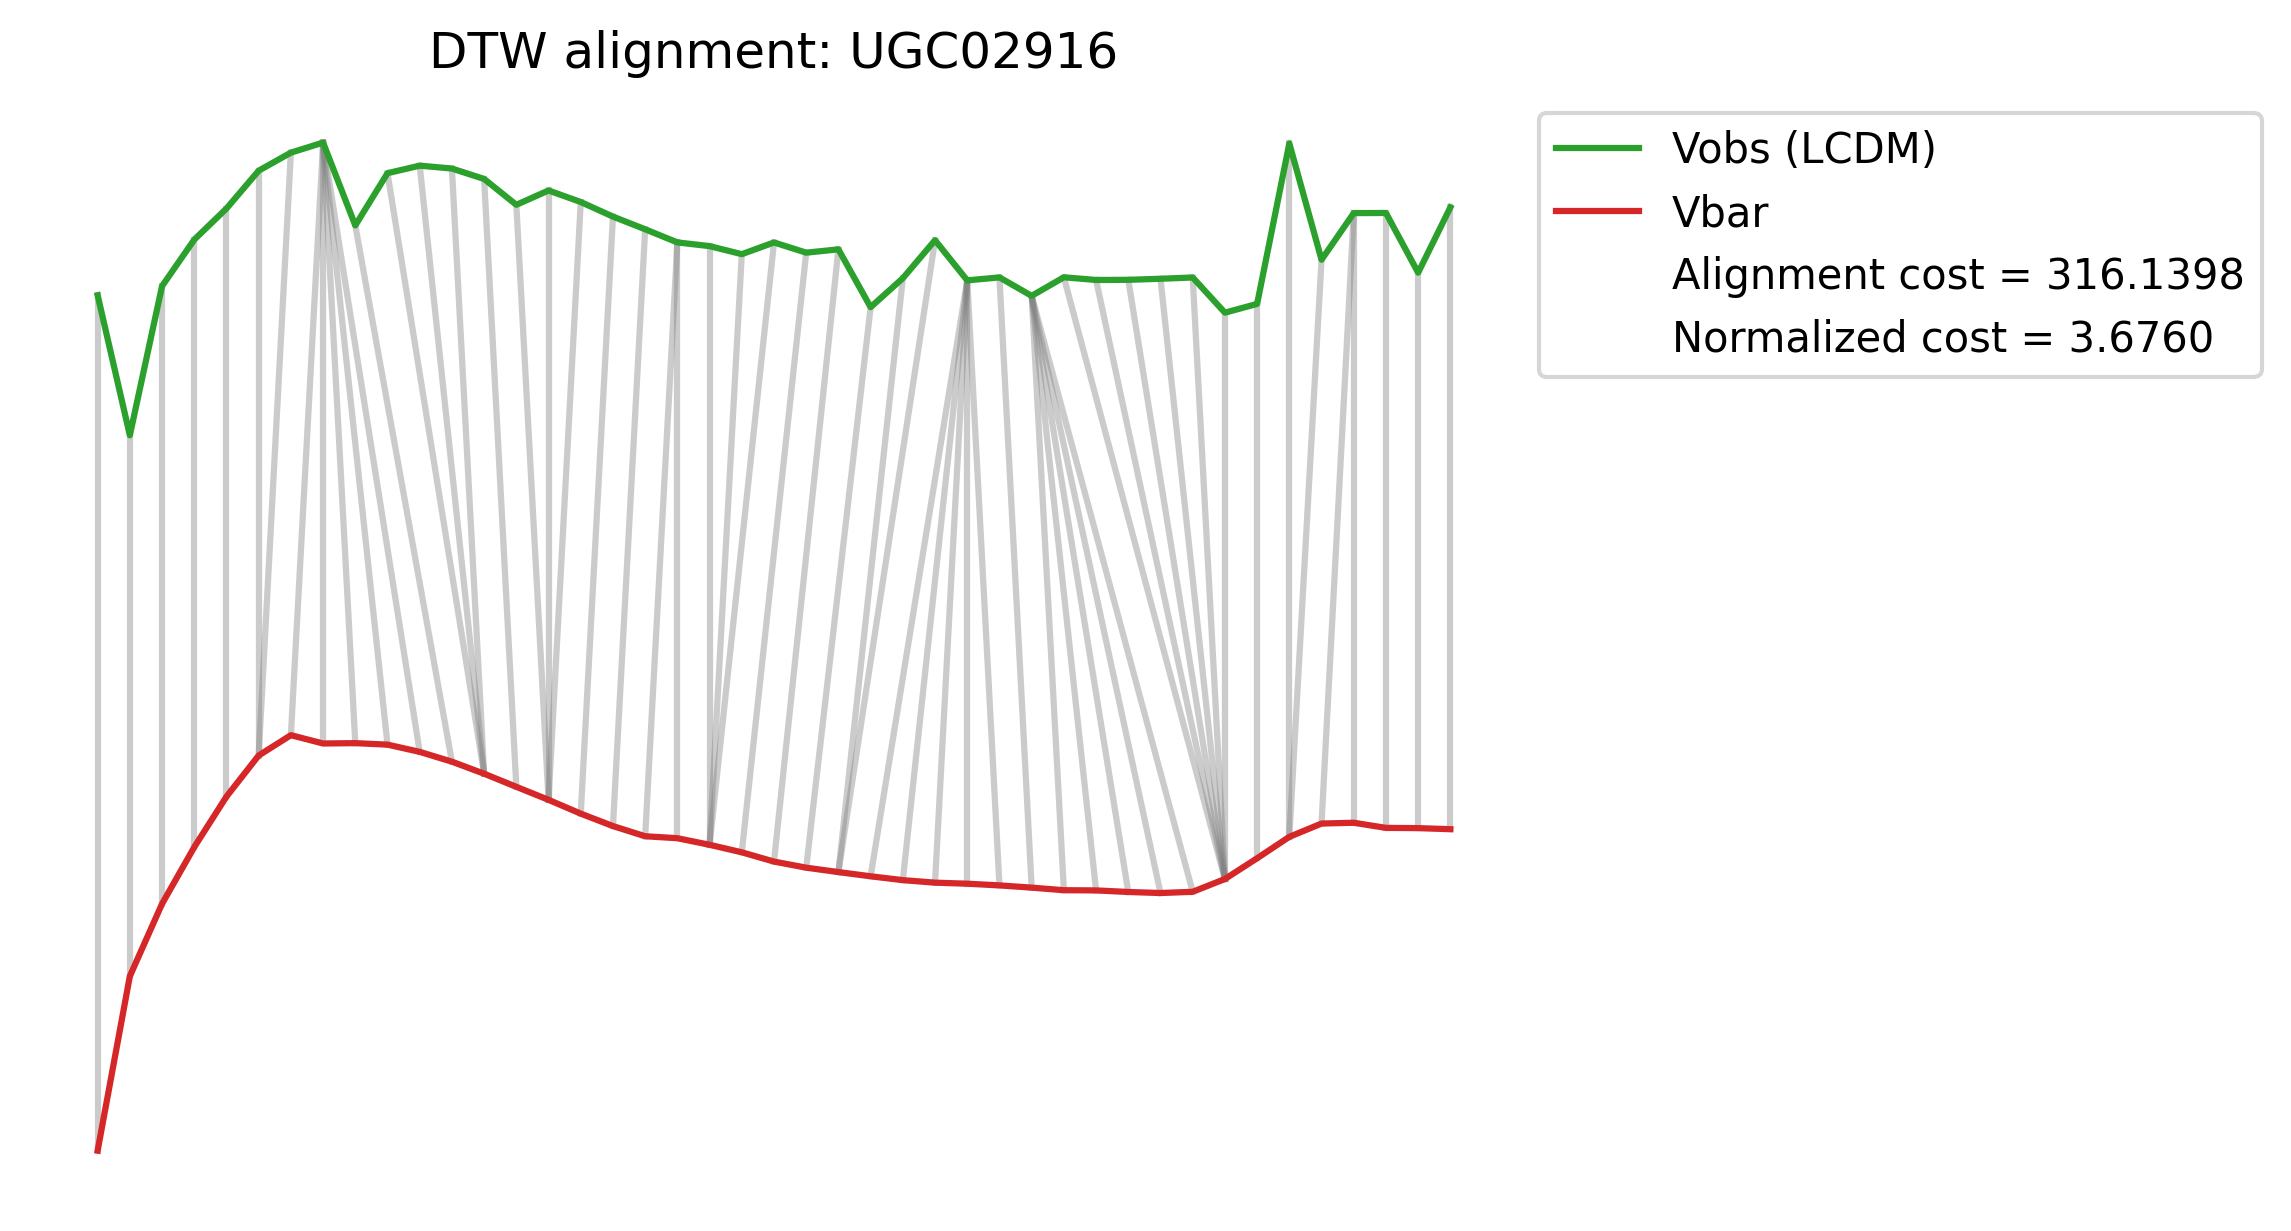 DTW alignment: UGC02916
Vobs (LCDM)
Vbar
Alignment cost = 316.1398
Normalized cost = 3.6760